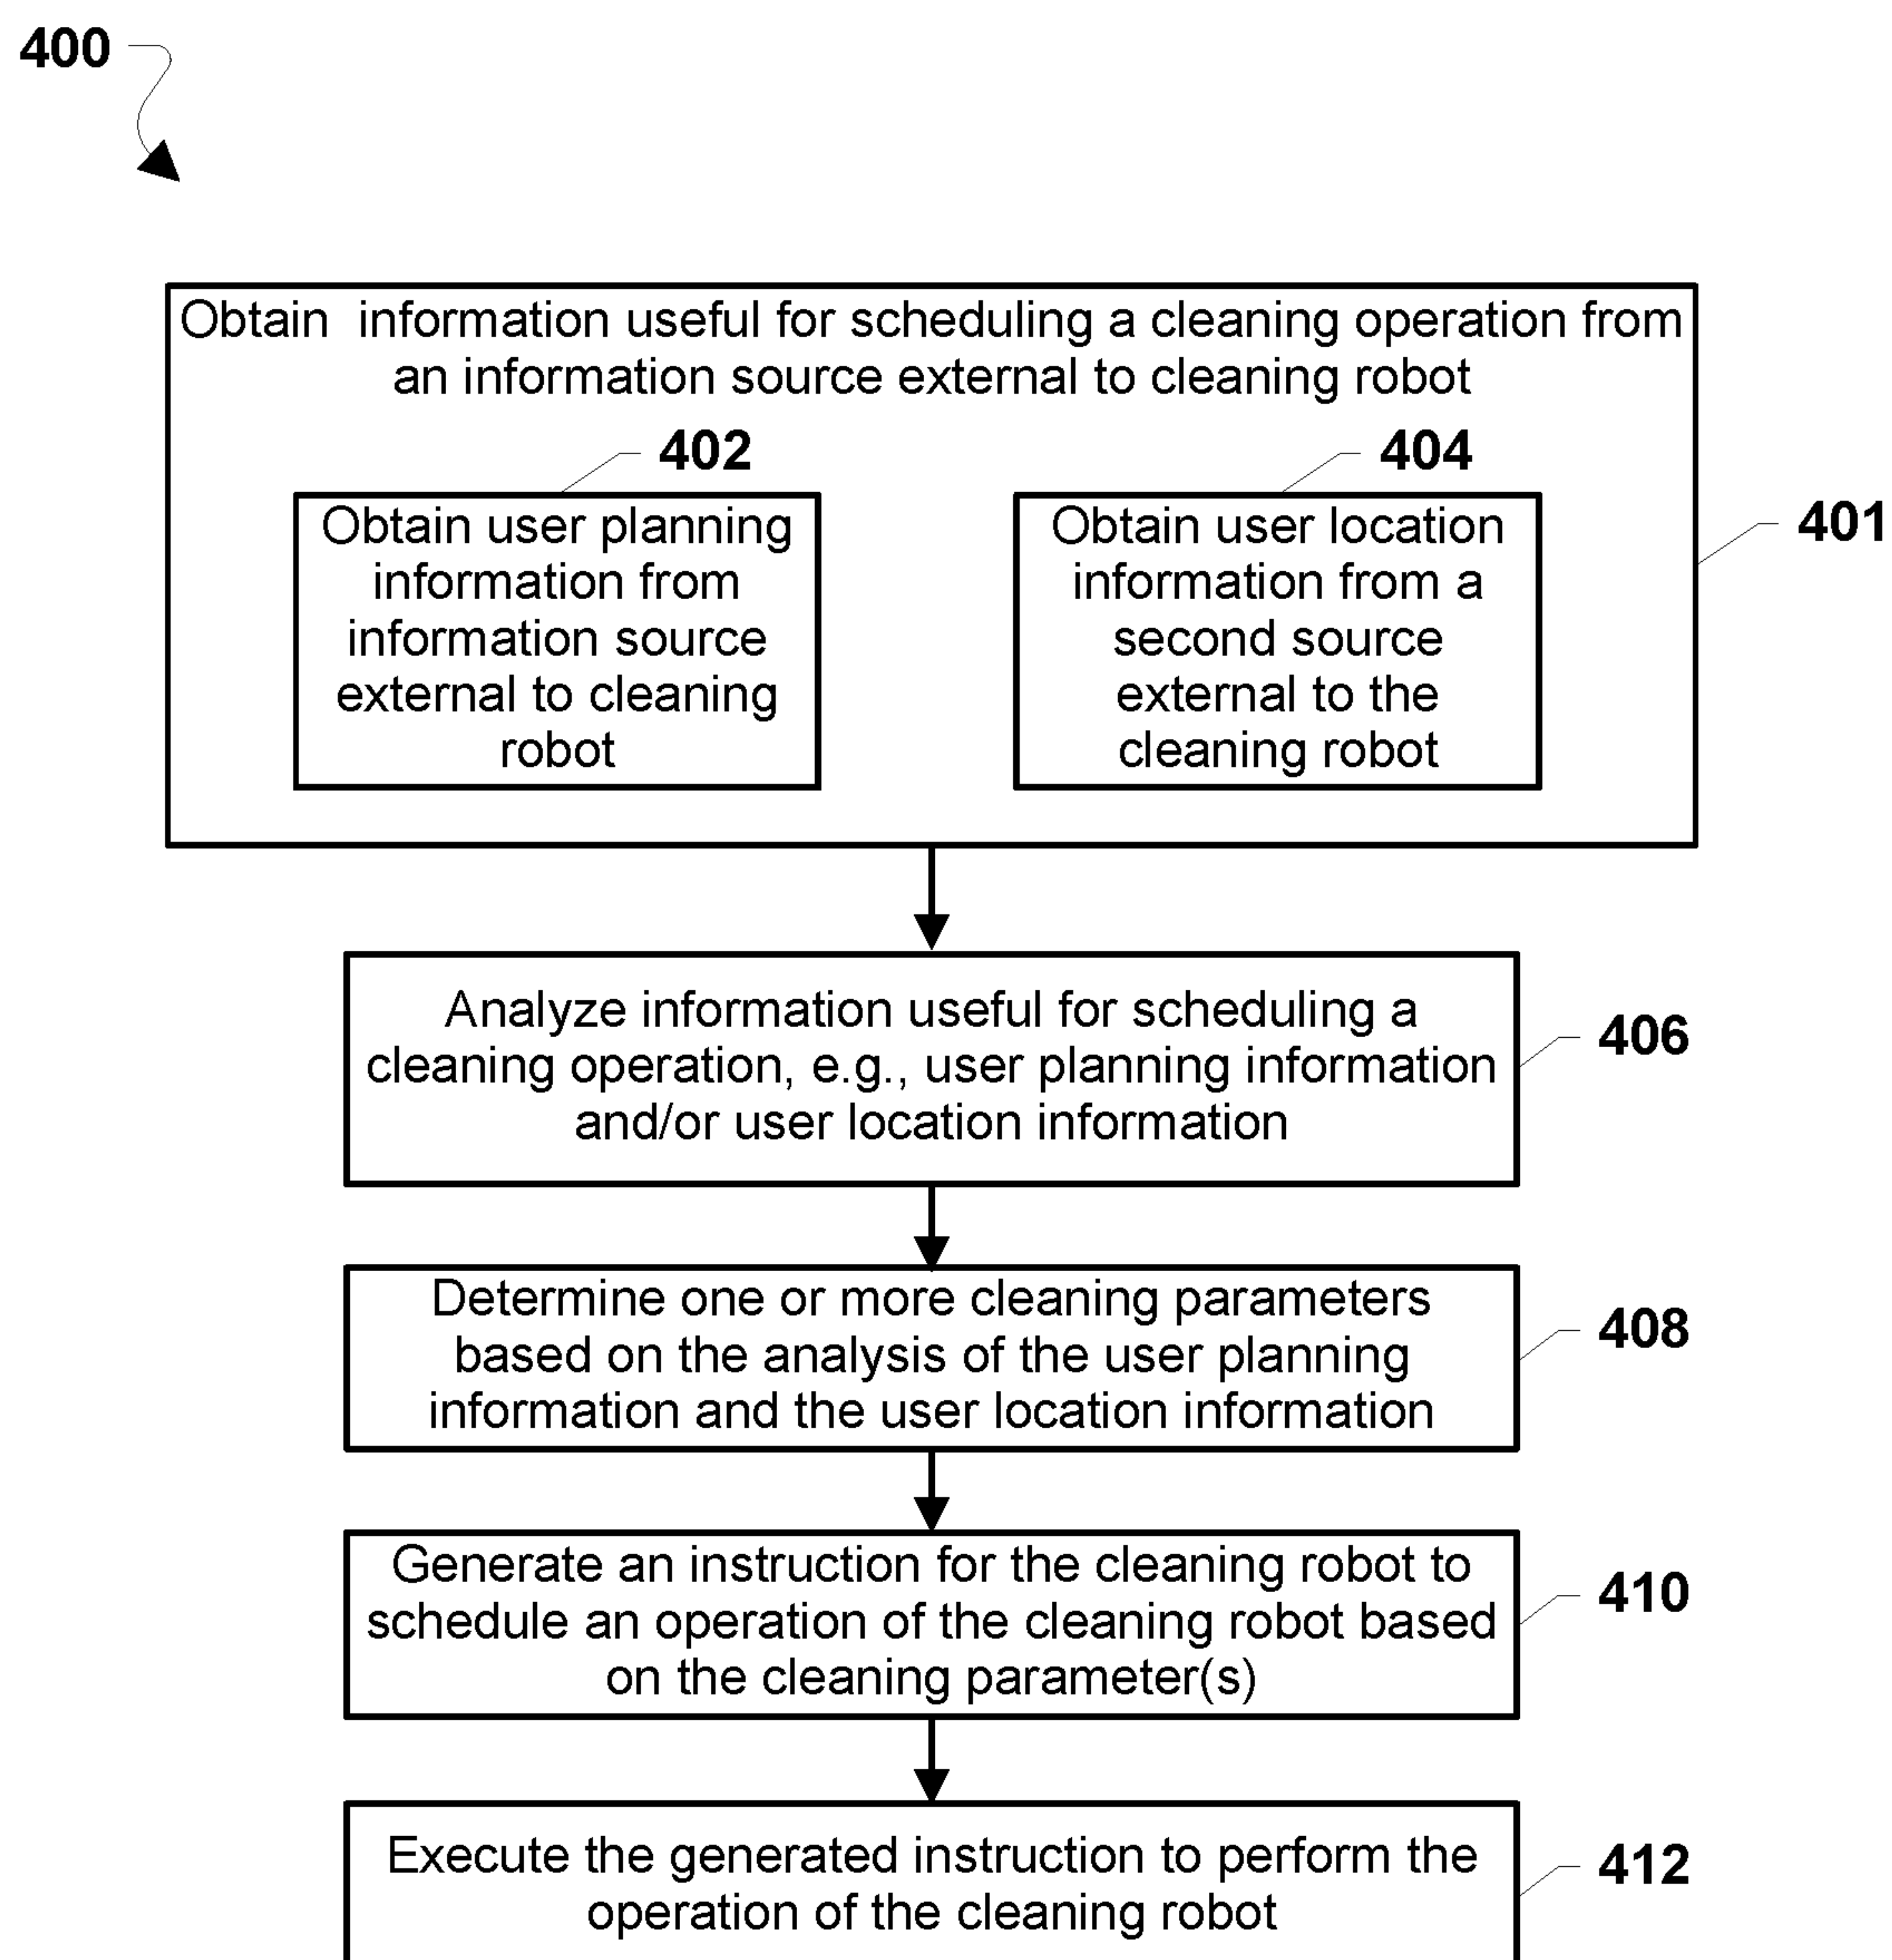 400
Obtain  information useful for scheduling a cleaning operation from
an information source external to cleaning robot
402
404
401
Obtain user planning
information from
information source
external to cleaning
robot
Obtain user location
information from a
second source
external to the
cleaning robot
Analyze information useful for scheduling a
cleaning operation, e.g., user planning information
and/or user location information
406
Determine one or more cleaning parameters
based on the analysis of the user planning
information and the user location information
408
Generate an instruction for the cleaning robot to
schedule an operation of the cleaning robot based
on the cleaning parameter(s)
410
Execute the generated instruction to perform the
operation of the cleaning robot
412